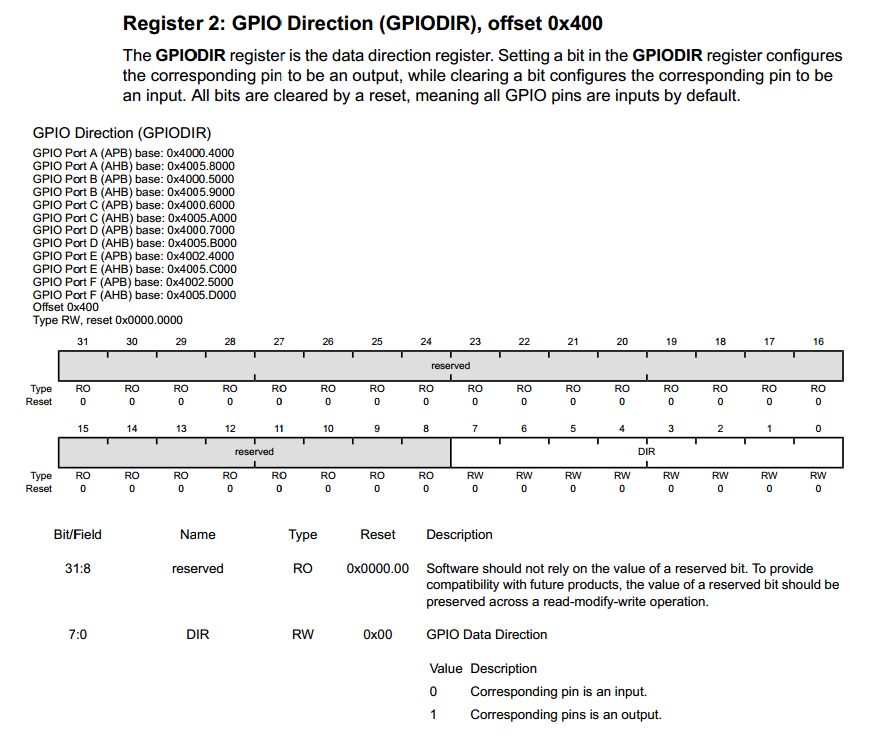 Register 2: GPIO Direction (GPIODIR), offset 0x400
The GPIODIR register is the data direction register. Setting a bit in the GPIODIR register configures
the corresponding pin to be an output, while clearing a bit configures the corresponding pin to be
an input. All bits are cleared by a reset, meaning all GPIO pins are inputs by default.
GPIO Direction (GPIODIR)
GPIO Port A (APB) base: 0x4000.4000
GPIO Port A (AHB) base: 0x4005.8000
GPIO Port B (APB) base: 0x4000.5000
GPIO Port B (AHB) base: 0x4005.9000
GPIO Port C (APB) base: 0x4000.6000
GPIO Port C (AHB) base: 0x4005.A000
GPIO Port D (APB) base: 0x4000.7000
GPIO Port D (AHB) base: 0x4005.B000
GPIO Port E (APB) base: 0x4002.4000
GPIO Port E (AHB) base: 0x4005.C000
GPIO Port F (APB) base: 0x4002.5000
GPIO Port F (AHB) base: 0x4005.D000
Offset 0x400
Type RW, reset 0x0000.0000
31 30 29 28 27 26 25 24 23 22 21 20 19 18 17 16
reserved
Type RO RO RO RO RO RO RO RO RO RO RO RO RO RO RO RO
Reset 0 0 0 0 0 0 0 0 0 0 0 0 0 0 0 0
15 14 13 12 11 10 9 8 7 6 5 4 3 2 1 0
reserved DIR
Type RO RO RO RO RO RO RO RO RW RW RW RW RW RW RW RW
Reset 0 0 0 0 0 0 0 0 0 0 0 0 0 0 0 0
Bit/Field Name Type Reset Description
31:8 reserved RO 0x0000.00 Software should not rely on the value of a reserved bit. To provide
compatibility with future products, the value of a reserved bit should be
preserved across a read-modify-write operation.
7:0 DIR RW 0x00 GPIO Data Direction
Value Description
0 Corresponding pin is an input.
1 Corresponding pins is an output.